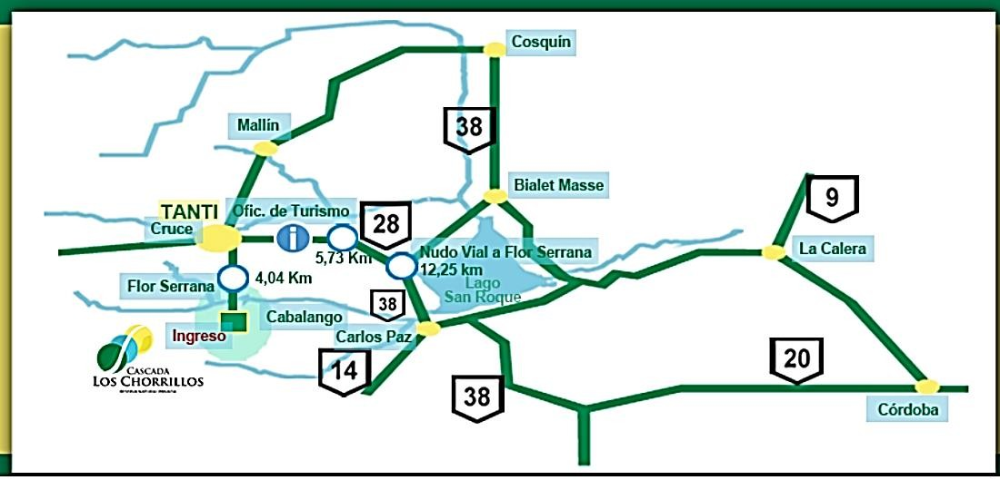 Cosquín
38
Mallín
Bialet Masse
9
TANTI
Ofic. de Turismo
28
Cruce
i
La Calera
5,73 Km
Nudo Vial a Flor Serrana
12,25 km
Flor Serrana
4,04 Km
Lago
San Roque
38
Cabalango
Ingreso
Carlos Paz
14
20
CASCADA
LOS CHORRILLOS
38
Córdoba